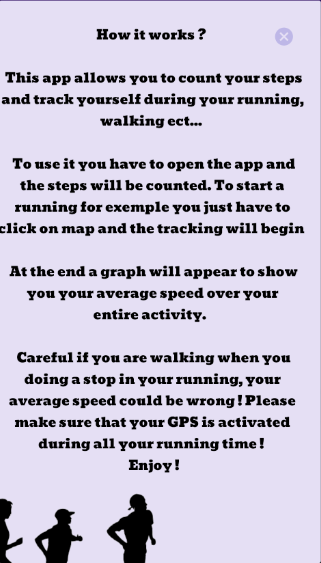 How it works ?
This app allows you to count your steps
and track yourself during your running,
walking ect...
To use it you have to open the app and
the steps will be counted. To start a
running for exemple you just have to
click on map and the tracking will begin
At the end a graph will appear to show
you your average speed over your
entire activity.
Careful if you are walking when you
doing a stop in your running, your
average speed could be wrong ! Please
make sure that your GPS is activated
during all your running time !
Enjoy !